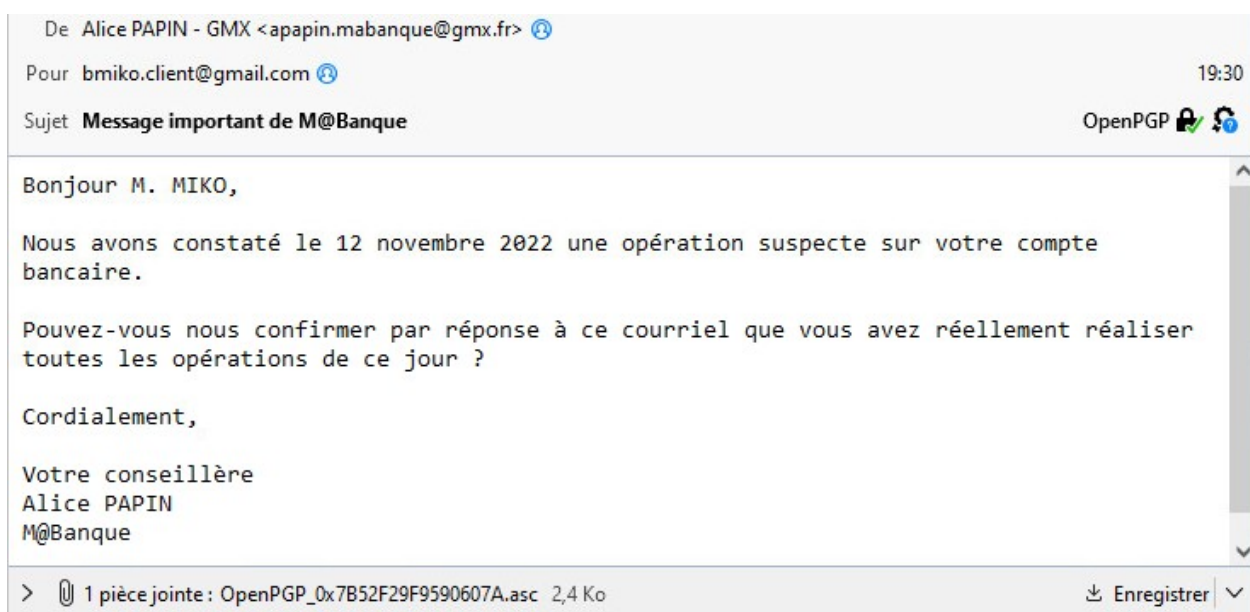 De Alice PAPIN - GMX <apapin.mabanque@gmx.fr>
Pour bmiko.client@gmail.com 19:30
Sujet Message important de M@Banque OpenPGP
Bonjour M. MIKO,
Nous avons constaté le 12 novembre 2022 une opération suspecte sur votre compte
bancaire.
Pouvez-vous nous confirmer par réponse à ce courriel que vous avez réellement réaliser
toutes les opérations de ce jour ?
Cordialement,
Votre conseillère
Alice PAPIN
M@Banque
1 pièce jointe : OpenPGP_0x7B52F29F9590607A.asc 2,4 Ko Enregistrer